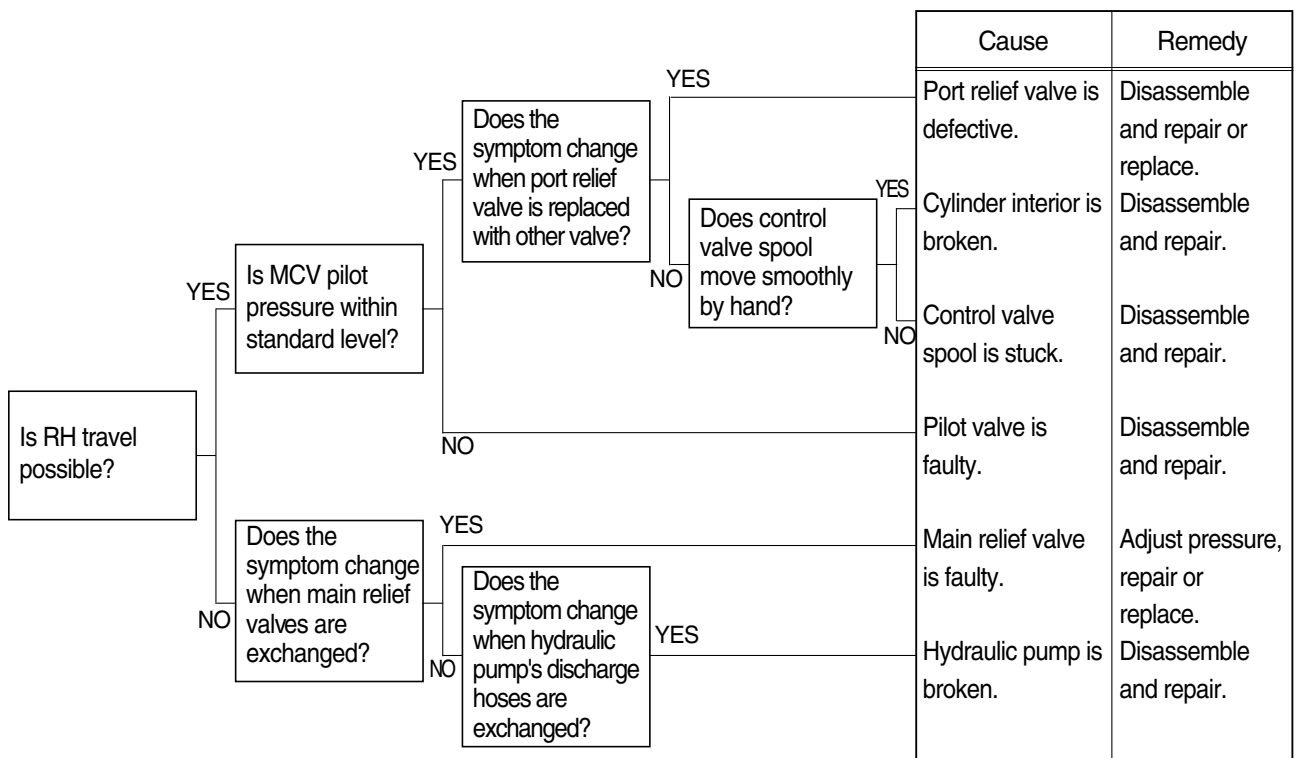 Cause
Remedy
Is RH travel
possible?
YES
Is MCV pilot
pressure within
standard level?
YES
Does the
symptom change
when port relief
valve is replaced
with other valve?
YES
NO
Does control
valve spool
move smoothly
by hand?
YES
NO
NO
NO
Does the
symptom change
when main relief
valves are
exchanged?
YES
NO
Does the
symptom change
when hydraulic
pump's discharge
hoses are
exchanged?
YES
Port relief valve is
defective.
Disassemble
and repair or
replace.
Cylinder interior is
broken.
Disassemble
and repair.
Control valve
spool is stuck.
Disassemble
and repair.
Pilot valve is
faulty.
Disassemble
and repair.
Main relief valve
is faulty.
Adjust pressure,
repair or
replace.
Hydraulic pump is
broken.
Disassemble
and repair.